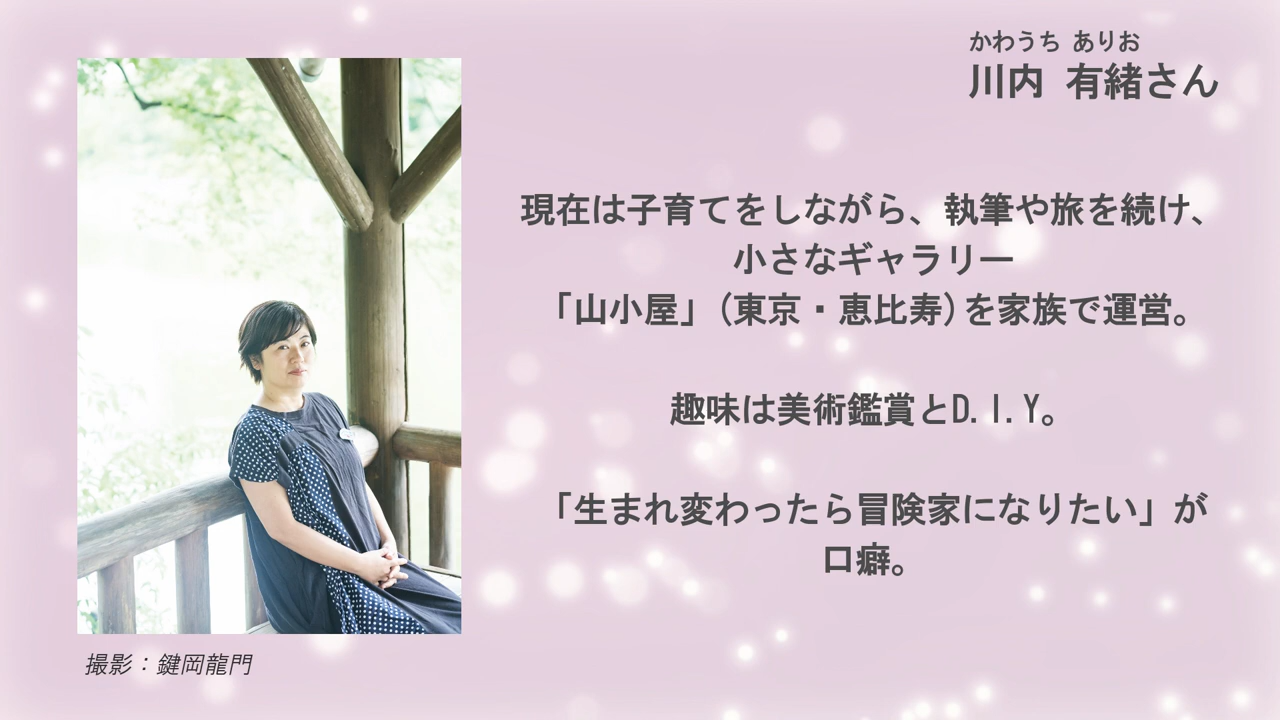 かわうち ありお
川内 有緒さん
現在は子育てをしながら、執筆や旅を続け、
小さなギャラリー
「山小屋」(東京・恵比寿)を家族で運営。
趣味は美術鑑賞とD.I.Y。
「生まれ変わったら冒険家になりたい」が
口癖。
撮影：鍵岡龍門